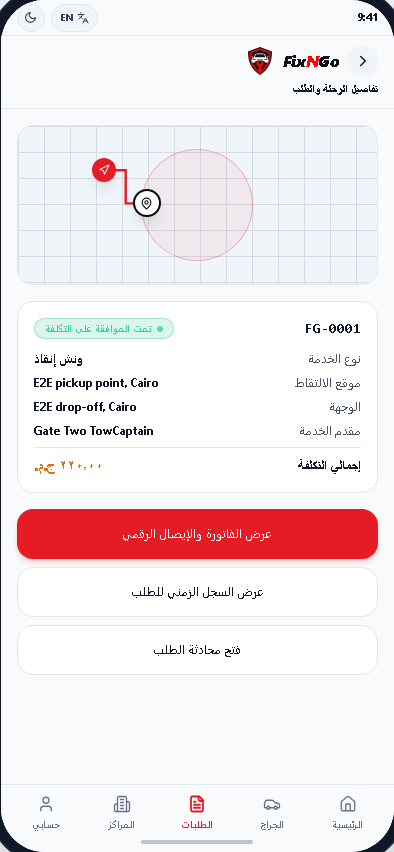 9:41
EN
FixNGo
تفاصيل الرحلة والطلب
FG-0001
تمت الموافقة على التكلفة
نوع الخدمة ونش إنقاذ
موقع الالتقاط E2E pickup point, Cairo
الوجهة E2E drop-off, Cairo
مقدم الخدمة Gate Two TowCaptain
إجمالي التكلفة ٢٢٠٫٠٠ ج.م.
عرض الفاتورة والإيصال الرقمي
عرض السجل الزمني للطلب
فتح محادثة الطلب
الرئيسية
الجراج
الطلبات
المراكز
حسابي